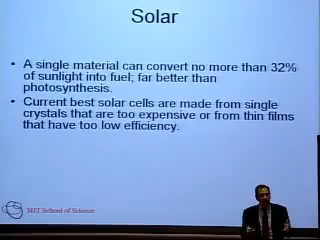 Solar
• A single material can convert no more than 32%
of sunlight into fuel; far better than
photosynthesis.
• Current best solar cells are made from single
crystals that are too expensive or from thin films
that have too low efficiency.
MIT School of Science